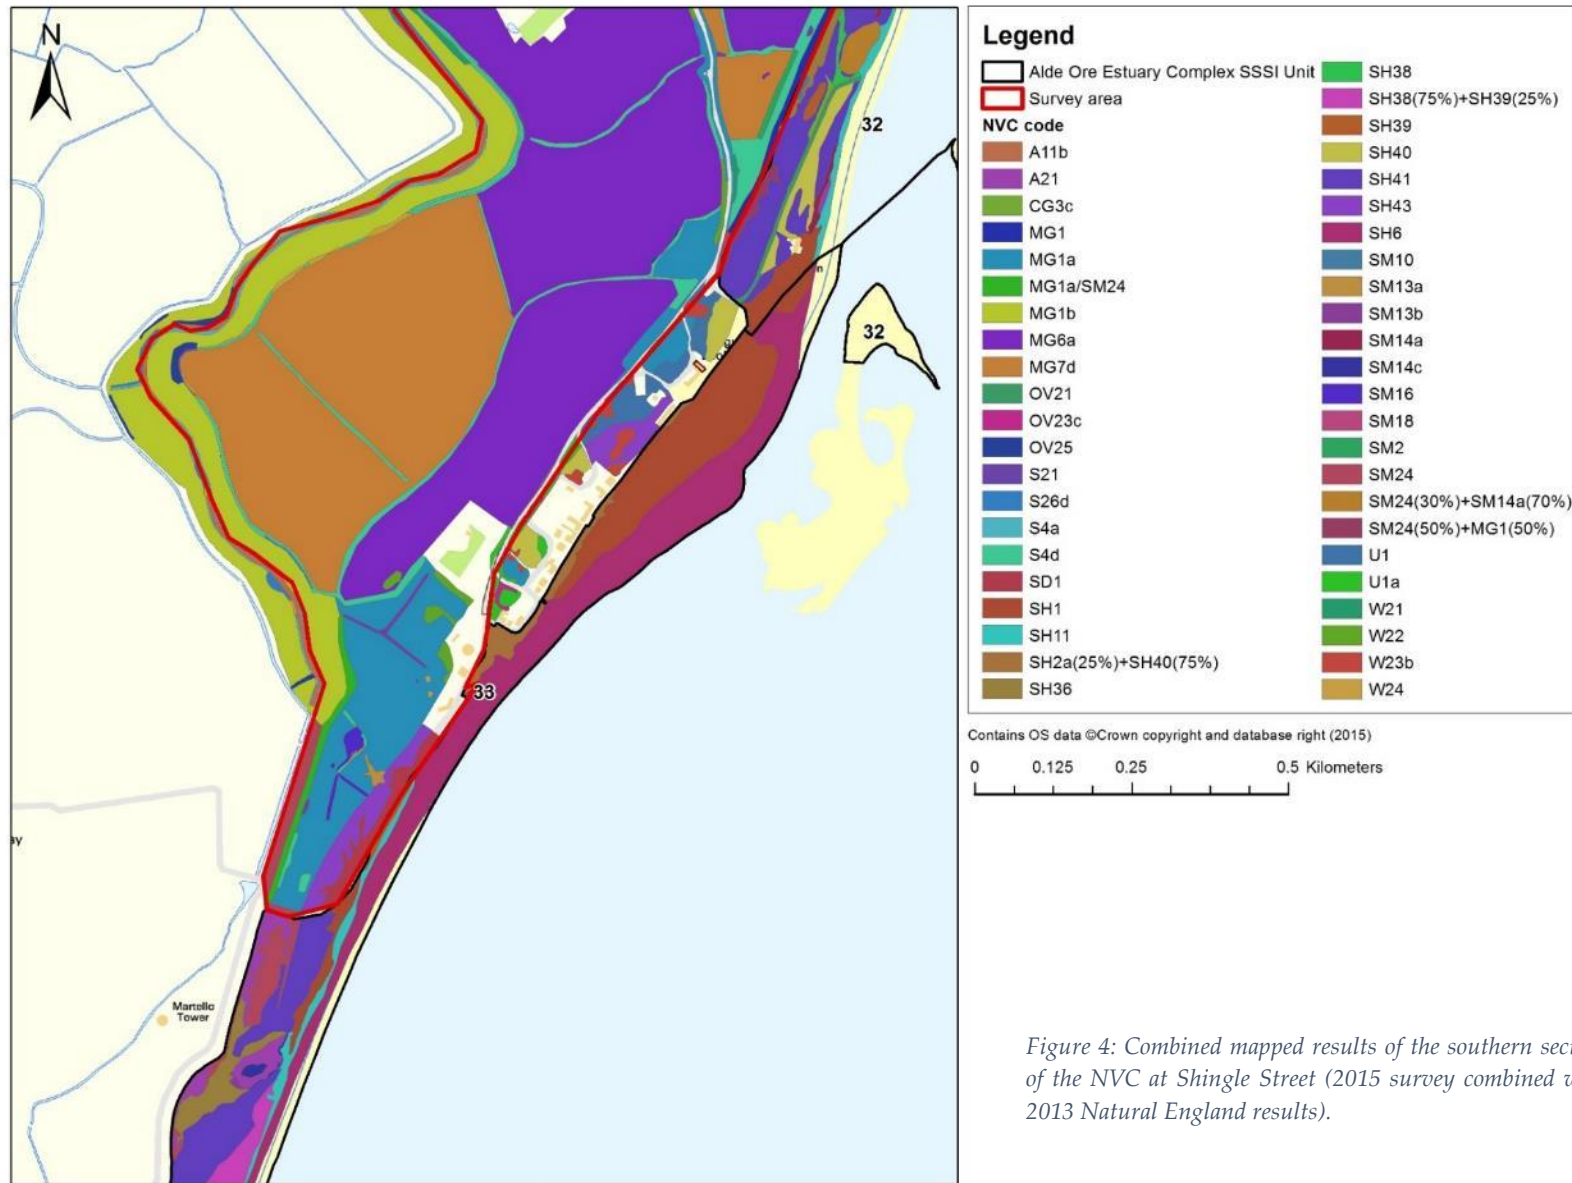 N
32
32
33
n
ay
Martello
Tower
Legend
Alde Ore Estuary Complex SSSI Unit
Survey area
NVC code
A11b
A21
CG3c
MG1
MG1a
MG1a/SM24
MG1b
MG6a
MG7d
OV21
OV23c
OV25
S21
S26d
S4a
S4d
SD1
SH1
SH11
SH2a(25%)+SH40(75%)
SH36
SH38
SH38(75%)+SH39(25%)
SH39
SH40
SH41
SH43
SH6
SM10
SM13a
SM13b
SM14a
SM14c
SM16
SM18
SM2
SM24
SM24(30%)+SM14a(70%)
SM24(50%)+MG1(50%)
U1
U1a
W21
W22
W23b
W24
Contains OS data ©Crown copyright and database right (2015)
0 0.125 0.25 0.5 Kilometers
Figure 4: Combined mapped results of the southern sec
of the NVC at Shingle Street (2015 survey combined
2013 Natural England results).